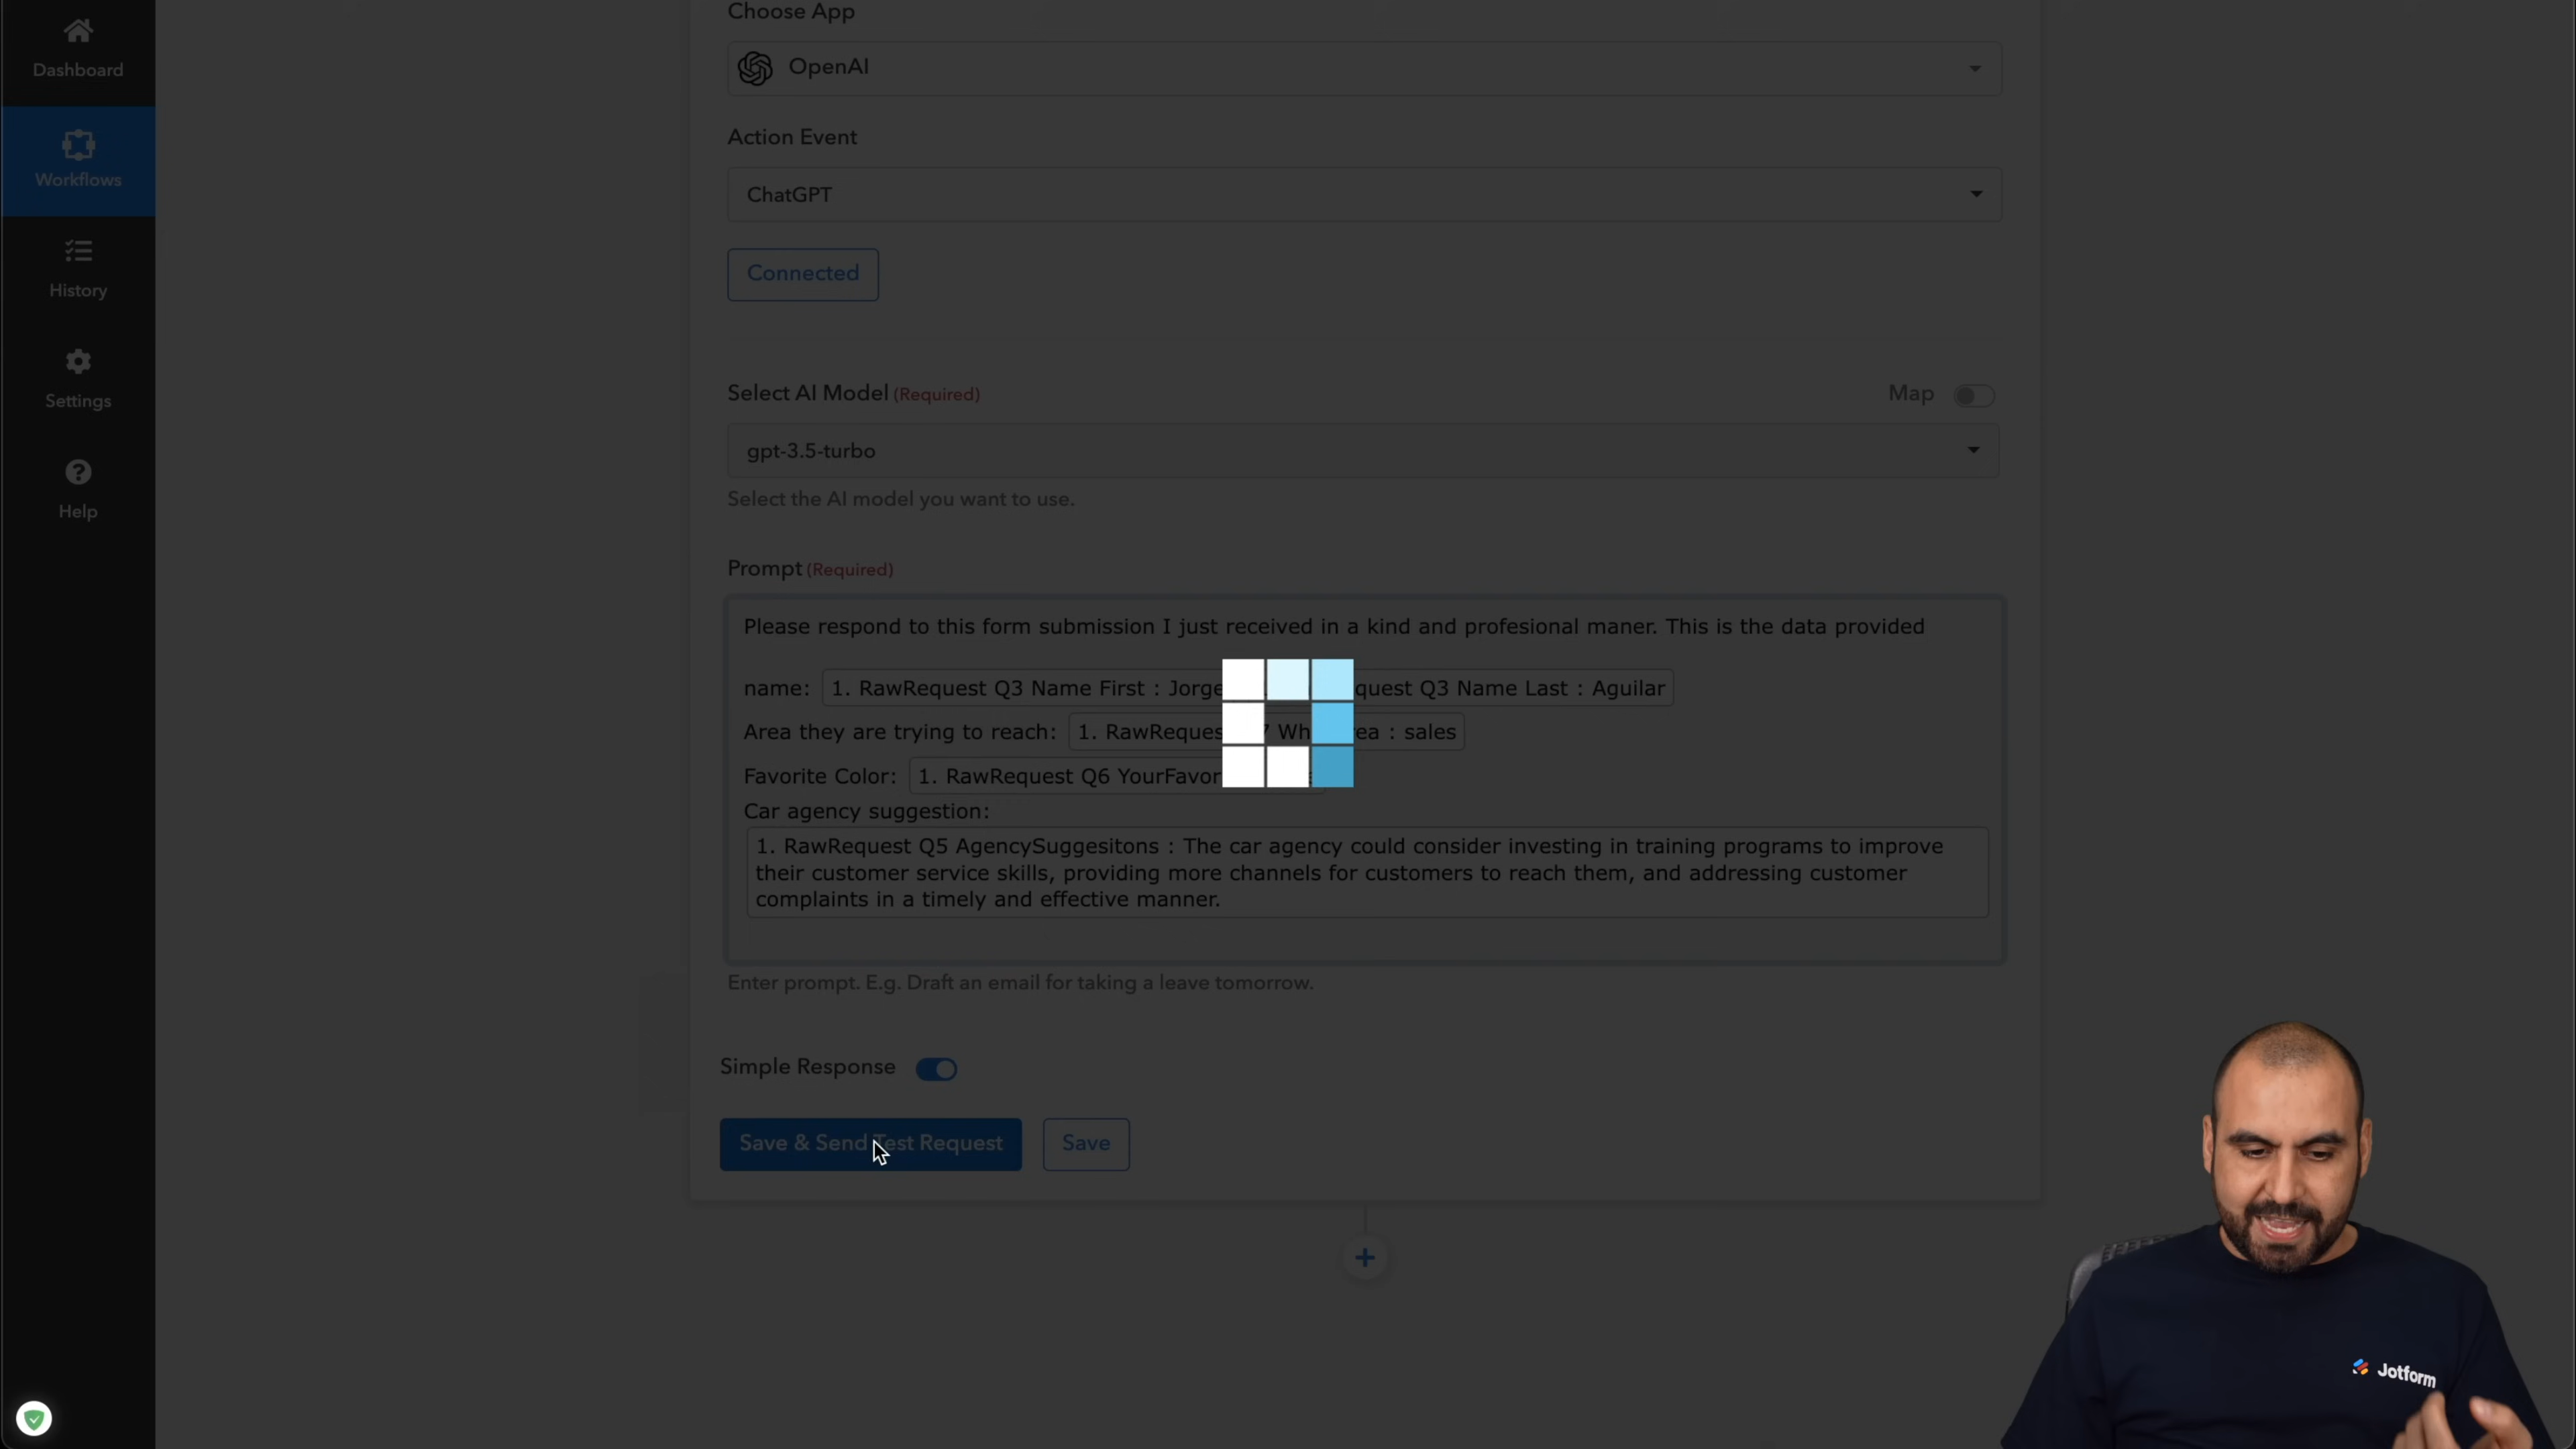 Choose App
Dashboard
OpenAI
Action Event
Workflows
ChatGPT
Connected
History
Settings
Select AI Model (Required)
Map
gpt-3.5-turbo
Select the AI model you want to use.
Help
Prompt (Required)
Please respond to this form submission I just received in a kind and profesional maner. This is the data provided
name: 1. RawRequest Q3 Name First : Jorge quest Q3 Name Last : Aguilar
Area they are trying to reach: 1. : sales
Favorite Color: 1. RawRequest Q6
Car agency suggestion:
1. RawRequest Q5 AgencySuggesitons : The car agency could consider investing in training programs to improve
their customer service skills, providing more channels for customers to reach them, and addressing customer
complaints in a timely and effective manner.
Enter prompt. E.g. Draft an email for taking a leave tomorrow.
Simple Response
Save & Send Test Request
Save
Jotform